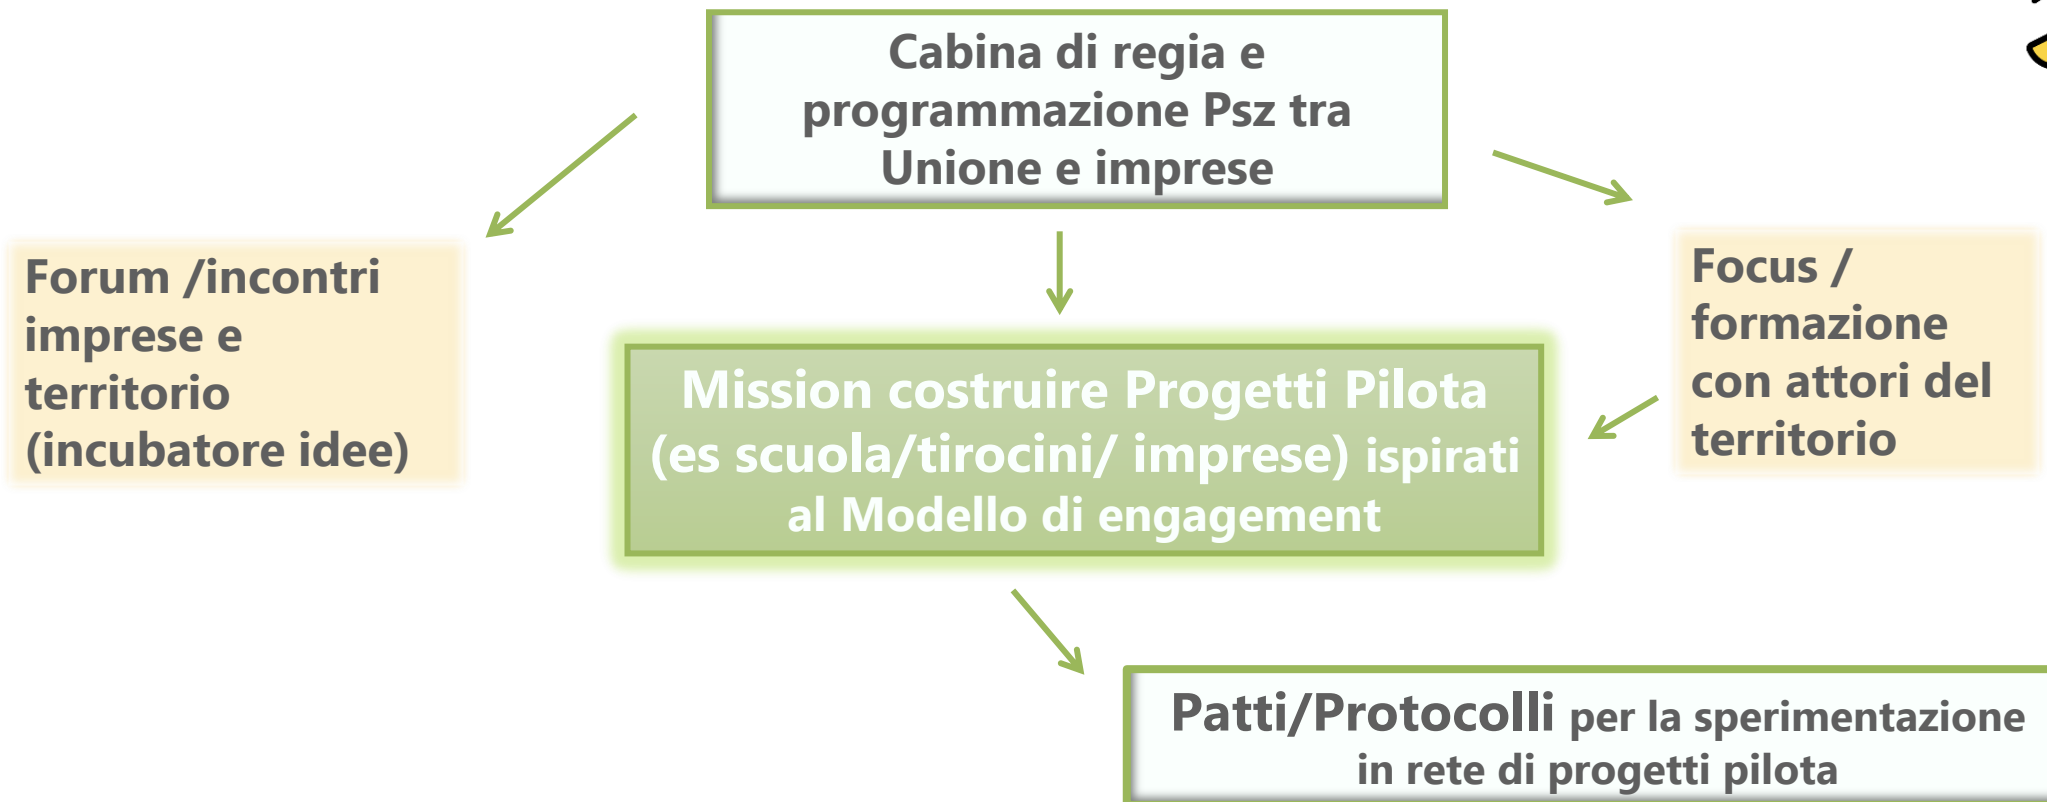 Cabina di regia e
programmazione Psz tra
Unione e imprese
Forum /incontri
imprese e
territorio
(incubatore idee)
Mission costruire Progetti Pilota
(es scuola/tirocini/ imprese) ispirati
al Modello di engagement
Focus /
formazione
con attori del
territorio
Patti/Protocolli per la sperimentazione
in rete di progetti pilota